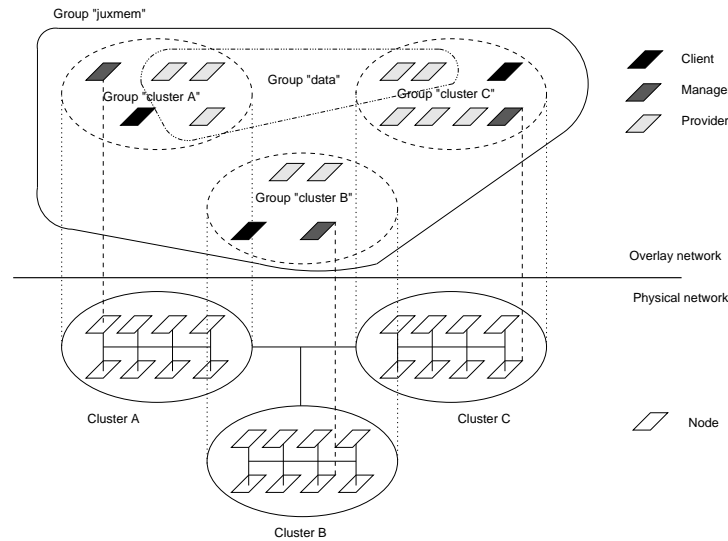 Group "juxmem"
Client
Group "data"
Group "cluster A"
Group "cluster C"
Manage
Provider
Group "cluster B"
Overlay network
Physical network
Cluster A
Cluster C
Node
Cluster B